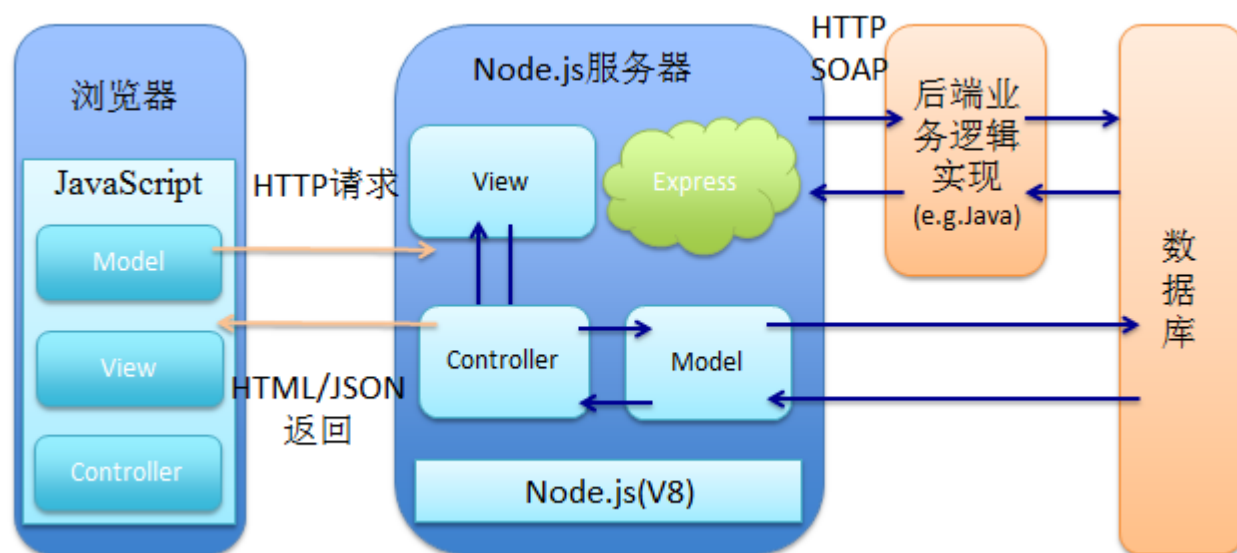 浏览器
JavaScript
Model
View
Controller
HTTP请求
HTML/JSON
返回
Node.js服务器
View
Express
Controller
Model
Node.js(V8)
HTTP
SOAP
后端业
务逻辑
实现
(e.g.Java)
数
据
库